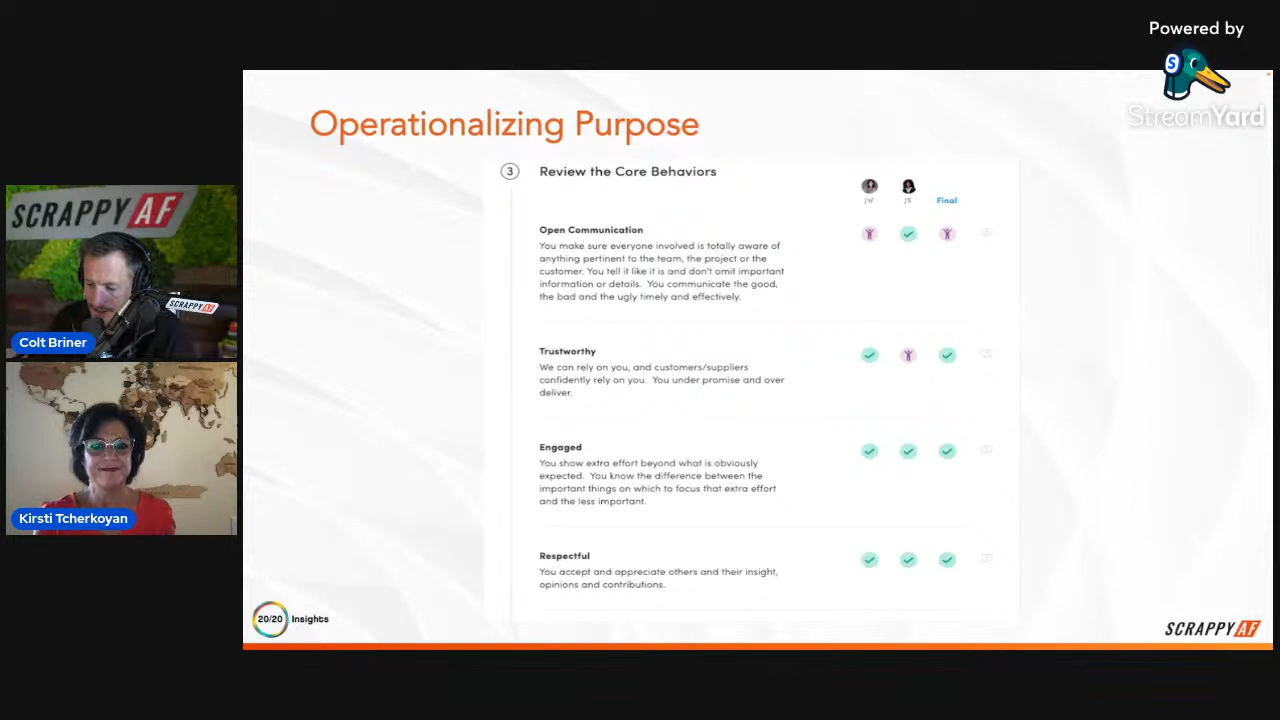 Powered by
StreamYard
Operationalizing Purpose
3 Review the Core Behaviors
JW JS Final
Open Communication
You make sure everyone involved is totally aware of
anything pertinent to the team, the project or the
customer. You tell it like it is and don't omit important
information or details. You communicate the good,
the bad and the ugly timely and effectively.
Trustworthy
We can rely on you, and customers/suppliers
confidently rely on you. You under promise and over
deliver.
Engaged
You show extra effort beyond what is obviously
expected. You know the difference between the
important things on which to focus that extra effort
and the less important.
Respectful
You accept and appreciate others and their insight,
opinions and contributions.
20/20 Insights
SCRAPPY AF
SCRAPPY AF
SCRAPPY AF
Colt Briner
Kirsti Tcherkoyan